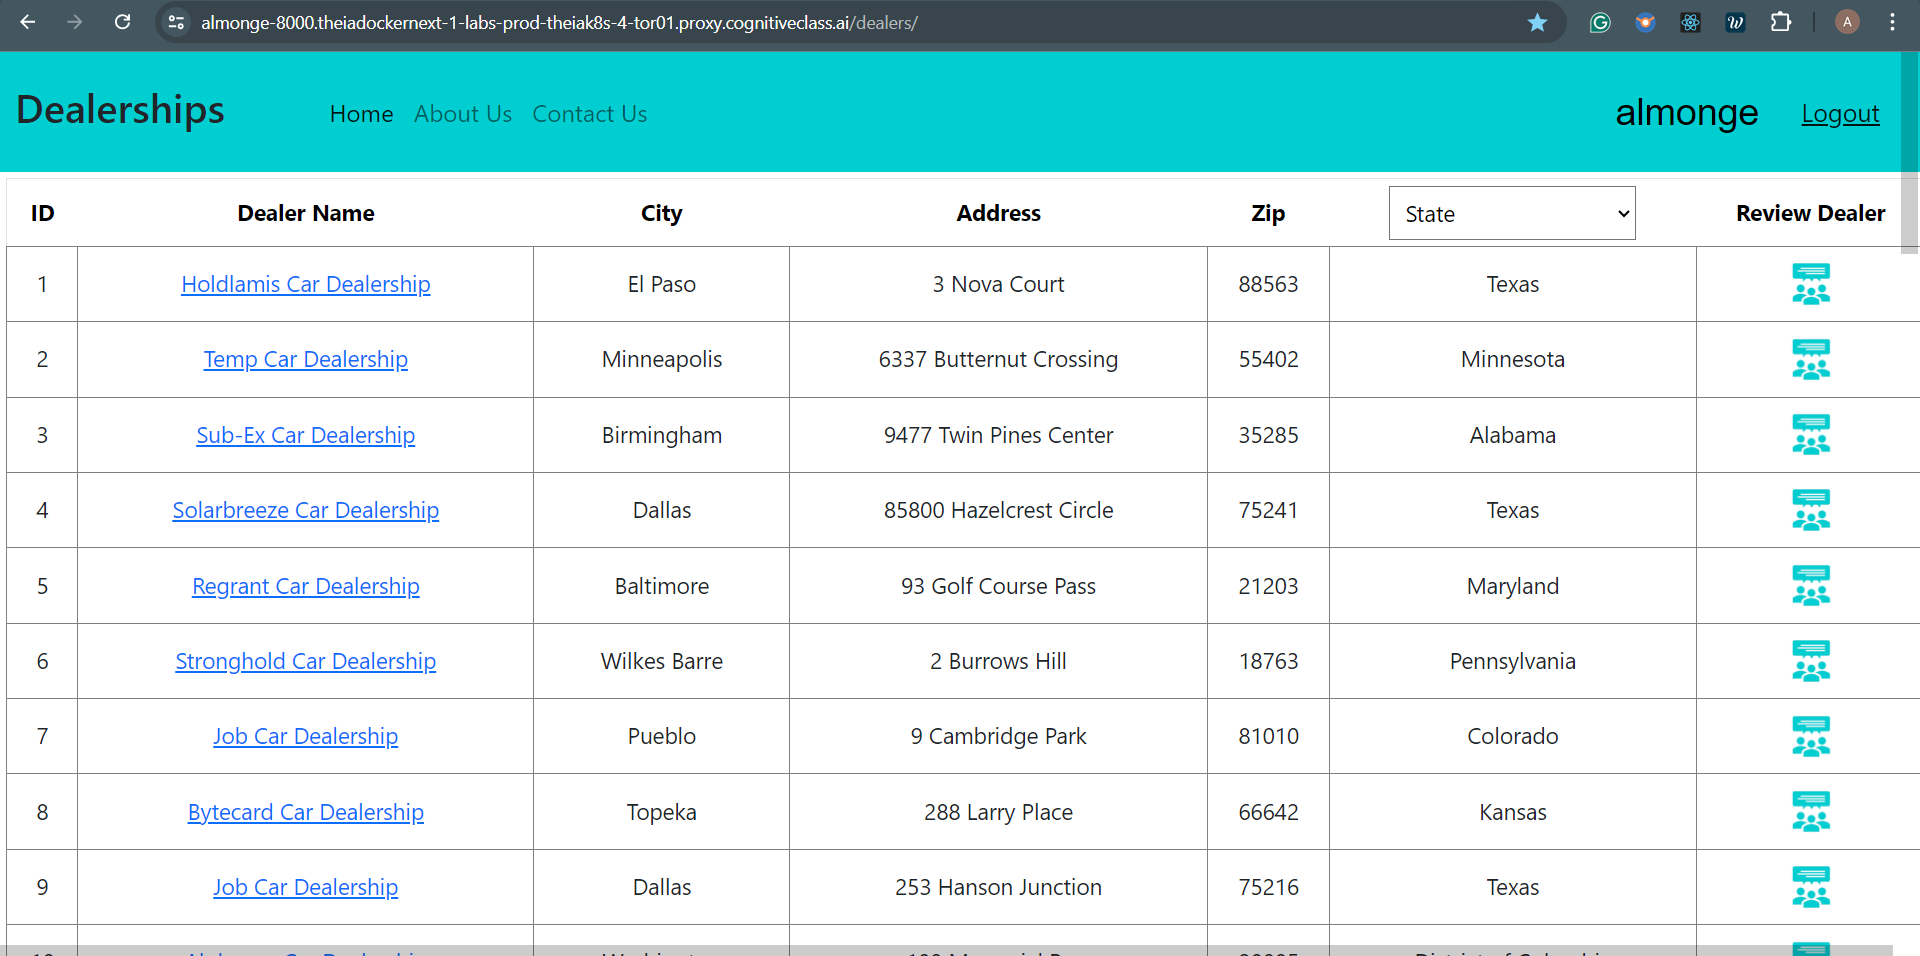 almonge-8000.theiadockernext-1-labs-prod-theiak8s-4-tor01.proxy.cognitiveclass.ai/dealers/
A
Dealerships Home About Us Contact Us almonge Logout
ID Dealer Name City Address Zip State Review Dealer
1 Holdlamis Car Dealership El Paso 3 Nova Court 88563 Texas
2 Temp Car Dealership Minneapolis 6337 Butternut Crossing 55402 Minnesota
3 Sub-Ex Car Dealership Birmingham 9477 Twin Pines Center 35285 Alabama
4 Solarbreeze Car Dealership Dallas 85800 Hazelcrest Circle 75241 Texas
5 Regrant Car Dealership Baltimore 93 Golf Course Pass 21203 Maryland
6 Stronghold Car Dealership Wilkes Barre 2 Burrows Hill 18763 Pennsylvania
7 Job Car Dealership Pueblo 9 Cambridge Park 81010 Colorado
8 Bytecard Car Dealership Topeka 288 Larry Place 66642 Kansas
9 Job Car Dealership Dallas 253 Hanson Junction 75216 Texas